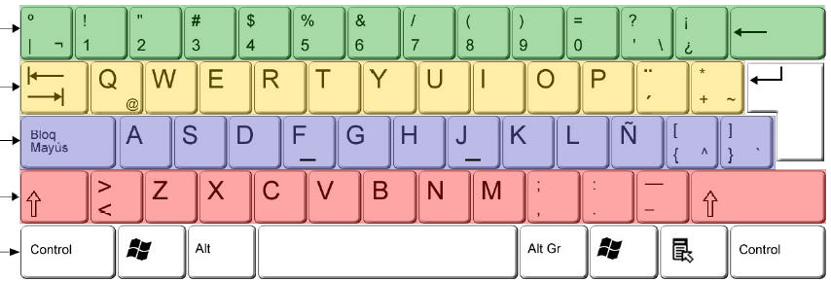 º ! " # $ % & / ( ) = ? ¡
| ¬ 1 2 3 4 5 6 7 8 9 0 ' \ ¿
Q W E R T Y U I O P ¨ *
@ ´ + ~
Bloq A S D F G H J K L Ñ [ ]
Mayús { ^ } `
> Z X C V B N M ; : —
< , . –
Control Alt Alt Gr Control